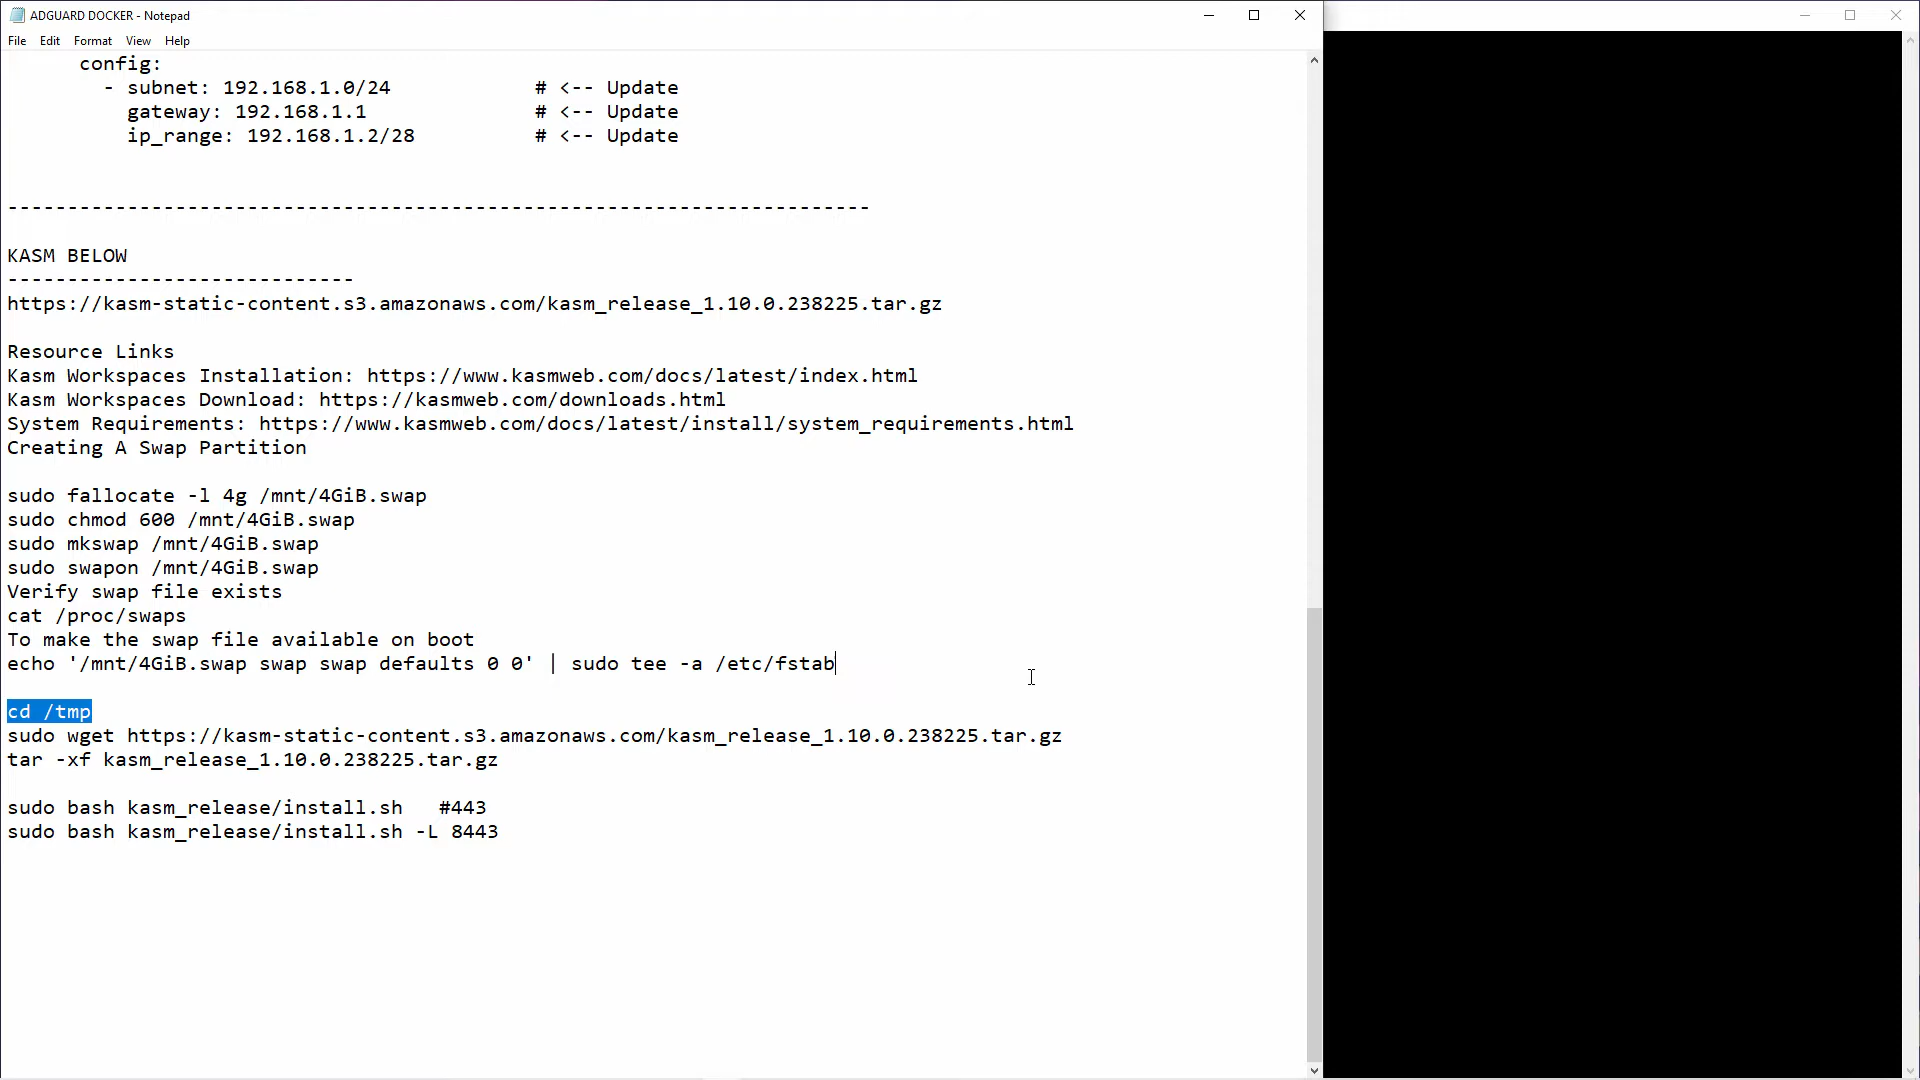 ADGUARD DOCKER - Notepad
File Edit Format View Help
config:
- subnet: 192.168.1.0/24 # <-- Update
gateway: 192.168.1.1 # <-- Update
ip_range: 192.168.1.2/28 # <-- Update
------------------------------------------------------------------------
KASM BELOW
-----------------------------
https://kasm-static-content.s3.amazonaws.com/kasm_release_1.10.0.238225.tar.gz
Resource Links
Kasm Workspaces Installation: https://www.kasmweb.com/docs/latest/index.html
Kasm Workspaces Download: https://kasmweb.com/downloads.html
System Requirements: https://www.kasmweb.com/docs/latest/install/system_requirements.html
Creating A Swap Partition
sudo fallocate -l 4g /mnt/4GiB.swap
sudo chmod 600 /mnt/4GiB.swap
sudo mkswap /mnt/4GiB.swap
sudo swapon /mnt/4GiB.swap
Verify swap file exists
cat /proc/swaps
To make the swap file available on boot
echo '/mnt/4GiB.swap swap swap defaults 0 0' | sudo tee -a /etc/fstab
cd /tmp
sudo wget https://kasm-static-content.s3.amazonaws.com/kasm_release_1.10.0.238225.tar.gz
tar -xf kasm_release_1.10.0.238225.tar.gz
sudo bash kasm_release/install.sh #443
sudo bash kasm_release/install.sh -L 8443